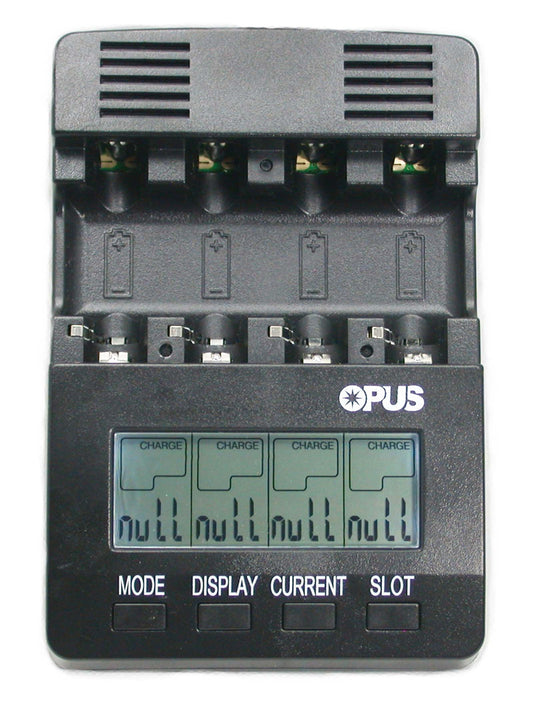 OPUS
CHARGE CHARGE CHARGE CHARGE
null null null null
MODE DISPLAY CURRENT SLOT